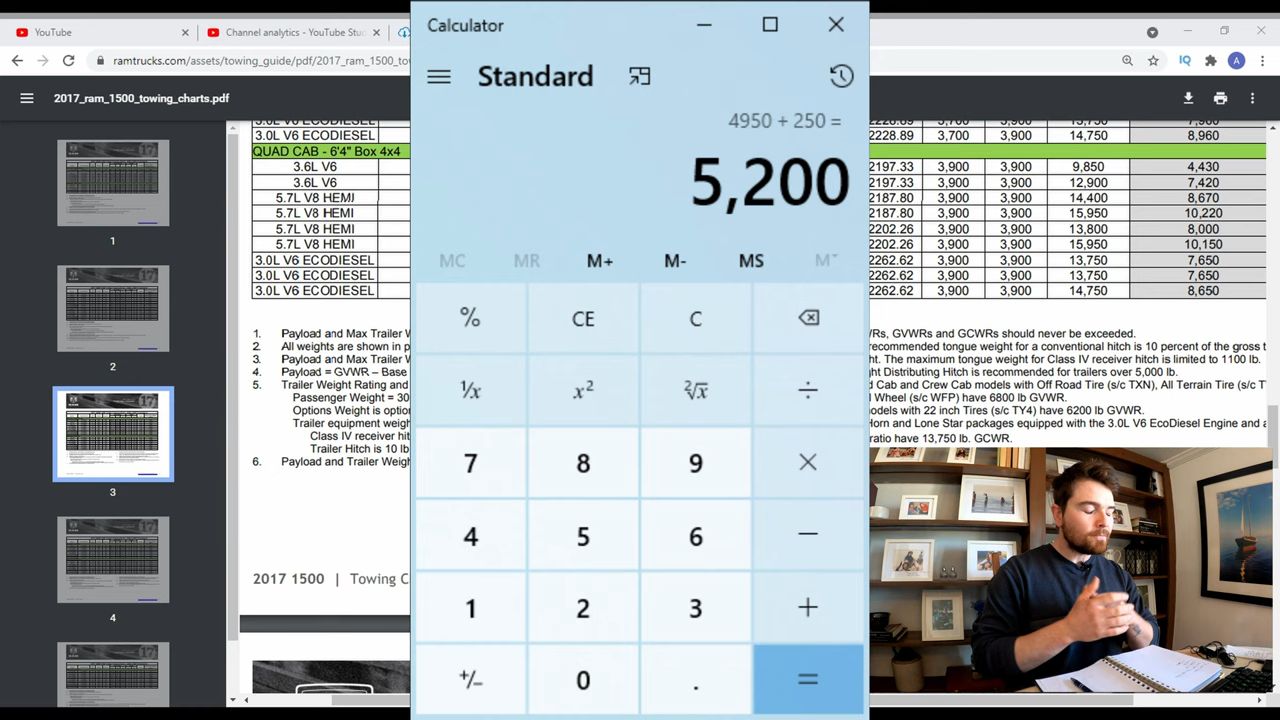 YouTube
Channel analytics - YouTube Stud
ramtrucks.com/assets/towing_guide/pdf/2017_ram_1500_tow
IQ
A
2017_ram_1500_towing_charts.pdf
1
2
3
4
Calculator
Standard
4950 + 250 =
5,200
MC MR M+ M- MS M
% CE C
1/x x² ²√x ÷
7 8 9 ×
4 5 6 −
1 2 3 +
+/− 0 . =
3.0L V6 ECODIESEL 2228.89 3,700 3,900
3.0L V6 ECODIESEL 2228.89 3,700 3,900 14,750 8,960
QUAD CAB - 6'4" Box 4x4
3.6L V6 2197.33 3,900 3,900 9,850 4,430
3.6L V6 2197.33 3,900 3,900 12,900 7,420
5.7L V8 HEMI 2187.80 3,900 3,900 14,400 8,670
5.7L V8 HEMI 2187.80 3,900 3,900 15,950 10,220
5.7L V8 HEMI 2202.26 3,900 3,900 13,800 8,000
5.7L V8 HEMI 2202.26 3,900 3,900 15,950 10,150
3.0L V6 ECODIESEL 2262.62 3,900 3,900 13,750 7,650
3.0L V6 ECODIESEL 2262.62 3,900 3,900 13,750 7,650
3.0L V6 ECODIESEL 2262.62 3,900 3,900 14,750 8,650
1. Payload and Max Trailer W
2. All weights are shown in p
3. Payload and Max Trailer W
4. Payload = GVWR – Base
5. Trailer Weight Rating and
Passenger Weight = 30
Options Weight is option
Trailer equipment weigh
Class IV receiver hit
Trailer Hitch is 10 lb
6. Payload and Trailer Weigh
WRs, GVWRs and GCWRs should never be exceeded.
recommended tongue weight for a conventional hitch is 10 percent of the gross t
ht. The maximum tongue weight for Class IV receiver hitch is limited to 1100 lb.
ght Distributing Hitch is recommended for trailers over 5,000 lb.
d Cab and Crew Cab models with Off Road Tire (s/c TXN), All Terrain Tire (s/c T
l Wheel (s/c WFP) have 6800 lb GVWR.
models with 22 inch Tires (s/c TY4) have 6200 lb GVWR.
Horn and Lone Star packages equipped with the 3.0L V6 EcoDiesel Engine and a
ratio have 13,750 lb. GCWR.
2017 1500 | Towing C